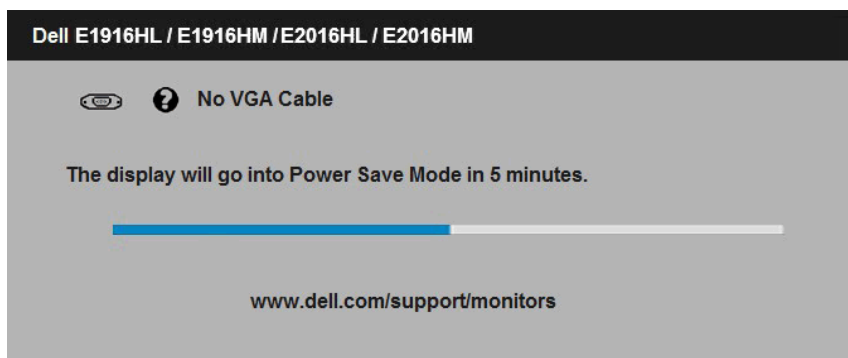 Dell E1916HL / E1916HM / E2016HL / E2016HM
No VGA Cable
The display will go into Power Save Mode in 5 minutes.
www.dell.com/support/monitors